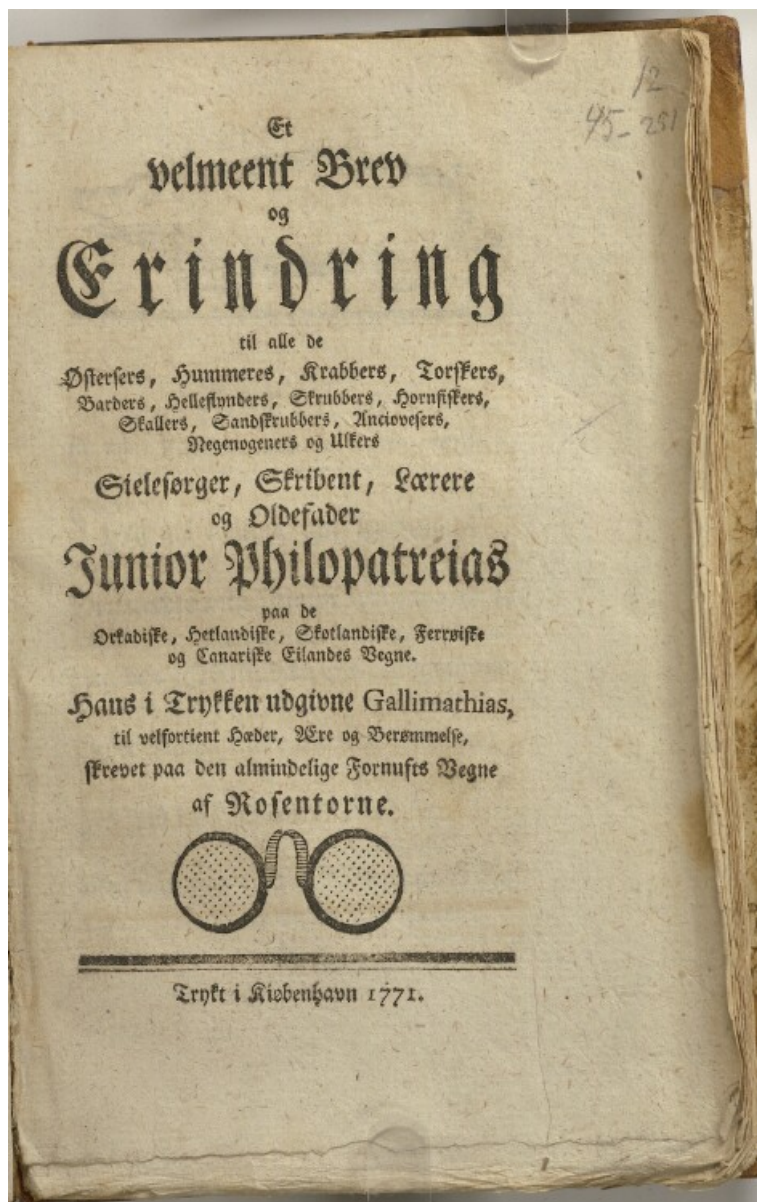 12
45-251
Et
velmeent Brev
og
Erindring
til alle de
Østersers, Hummeres, Krabbers, Torskers,
Barders, Helleflynders, Skrubbers, Hornfiskers,
Skallers, Sandskrubbers, Anciovesers,
Negenogeners og Ulkers
Sielesørger, Skribent, Lærere
og Oldefader
Junior Philopatreias
paa de
Orkadiske, Hetlandiske, Skotlandiske, Ferrøiske
og Canariske Eilandes Vegne.
Hans i Trykken udgivne Gallimathias,
til velfortient Hæder, Ære og Berømmelse,
skrevet paa den almindelige Fornufts Vegne
af Rosentorne.
Trykt i Kiøbenhavn 1771.